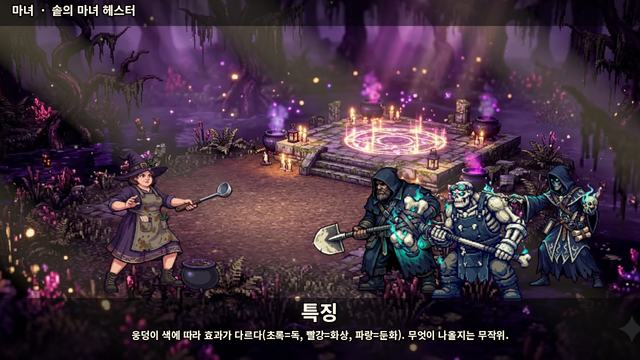 마녀 · 솥의 마녀 헤스터
특징
웅덩이 색에 따라 효과가 다르다(초록=독, 빨강=화상, 파랑=둔화). 무엇이 나올지는 무작위.